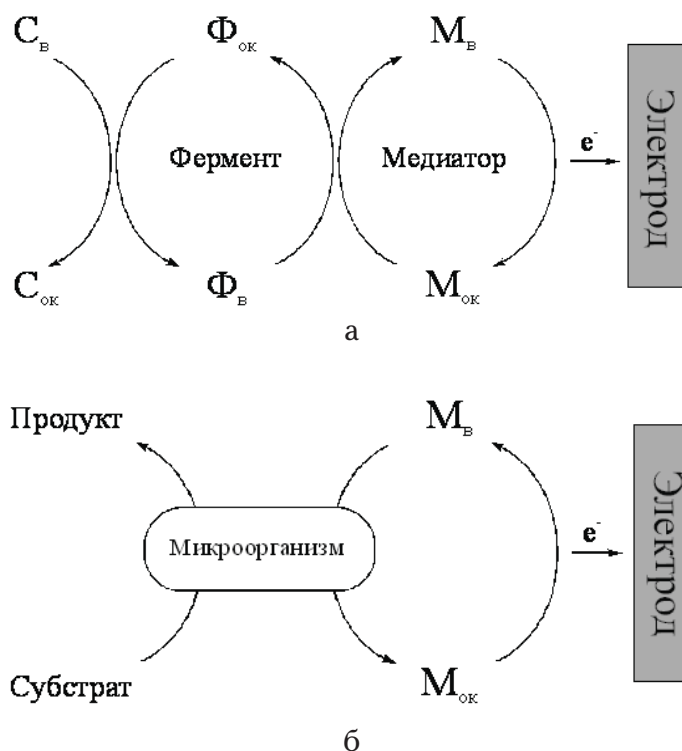 Св Фок Мв
Фермент Медиатор e⁻ Электрод
Сок Фв Мок
а
Продукт Мв
Микроорганизм e⁻ Электрод
Субстрат Мок
б